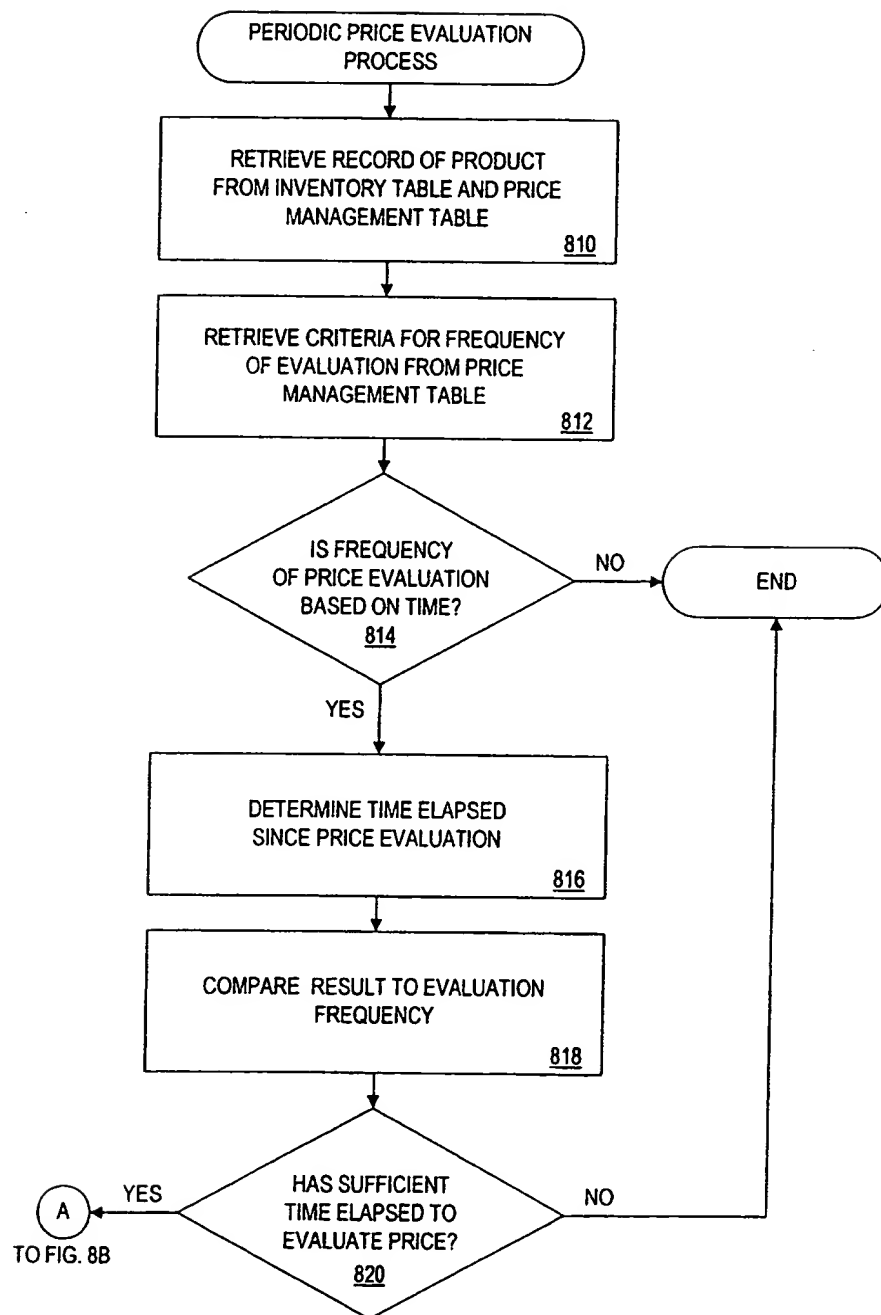 PERIODIC PRICE EVALUATION
PROCESS
RETRIEVE RECORD OF PRODUCT
FROM INVENTORY TABLE AND PRICE
MANAGEMENT TABLE
810
RETRIEVE CRITERIA FOR FREQUENCY
OF EVALUATION FROM PRICE
MANAGEMENT TABLE
812
IS FREQUENCY
OF PRICE EVALUATION
BASED ON TIME?
814
NO
END
YES
DETERMINE TIME ELAPSED
SINCE PRICE EVALUATION
816
COMPARE RESULT TO EVALUATION
FREQUENCY
818
HAS SUFFICIENT
TIME ELAPSED TO
EVALUATE PRICE?
820
YES
NO
A
TO FIG. 8B